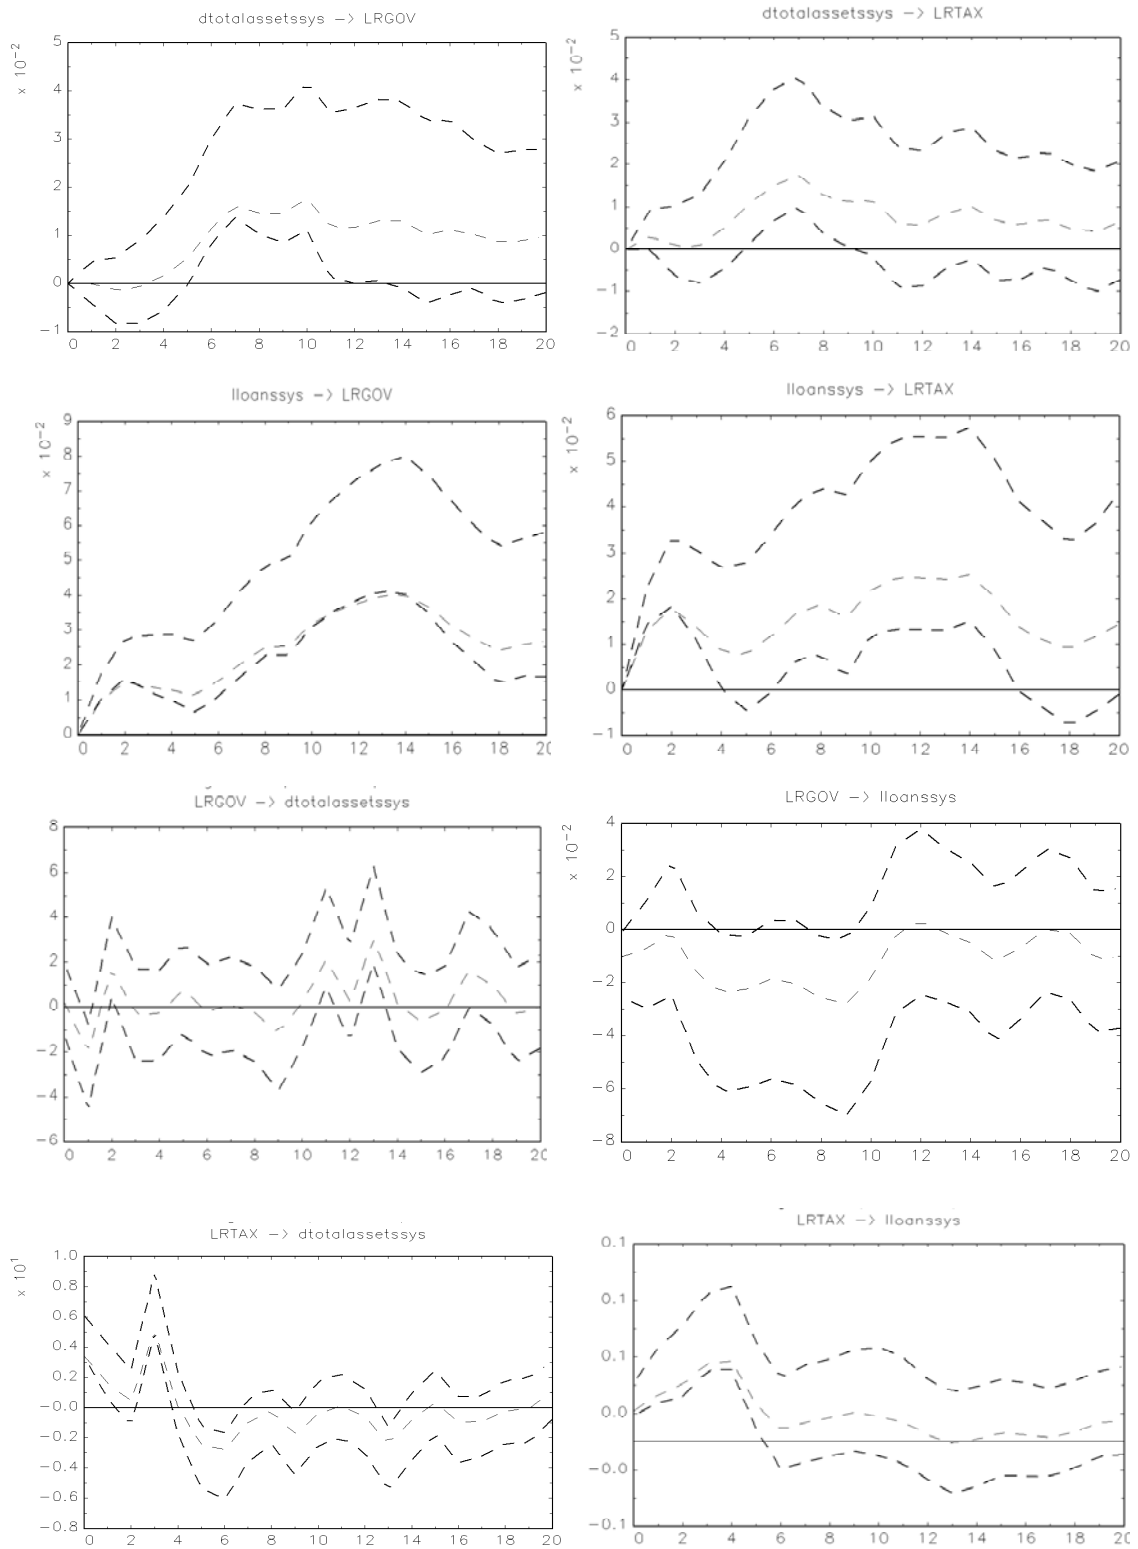 dtotalassetssys −> LRGOV
x 10⁻²
5
4
3
2
1
0
−1
0 2 4 6 8 10 12 14 16 18 20
dtotalassetssys −> LRTAX
x 10⁻²
5
4
3
2
1
0
−1
−2
0 2 4 6 8 10 12 14 16 18 20
lloanssys −> LRGOV
x 10⁻²
9
8
7
6
5
4
3
2
1
0
0 2 4 6 8 10 12 14 16 18 20
lloanssys −> LRTAX
x 10⁻²
6
5
4
3
2
1
0
−1
0 2 4 6 8 10 12 14 16 18 20
LRGOV −> dtotalassetssys
8
6
4
2
0
−2
−4
−6
0 2 4 6 8 10 12 14 16 18 20
LRGOV −> lloanssys
x 10⁻²
4
2
0
−2
−4
−6
−8
0 2 4 6 8 10 12 14 16 18 20
LRTAX −> dtotalassetssys
x 10¹
1.0
0.8
0.6
0.4
0.2
−0.0
−0.2
−0.4
−0.6
−0.8
0 2 4 6 8 10 12 14 16 18 20
LRTAX −> lloanssys
0.1
0.1
0.1
0.0
−0.0
−0.1
0 2 4 6 8 10 12 14 16 18 20